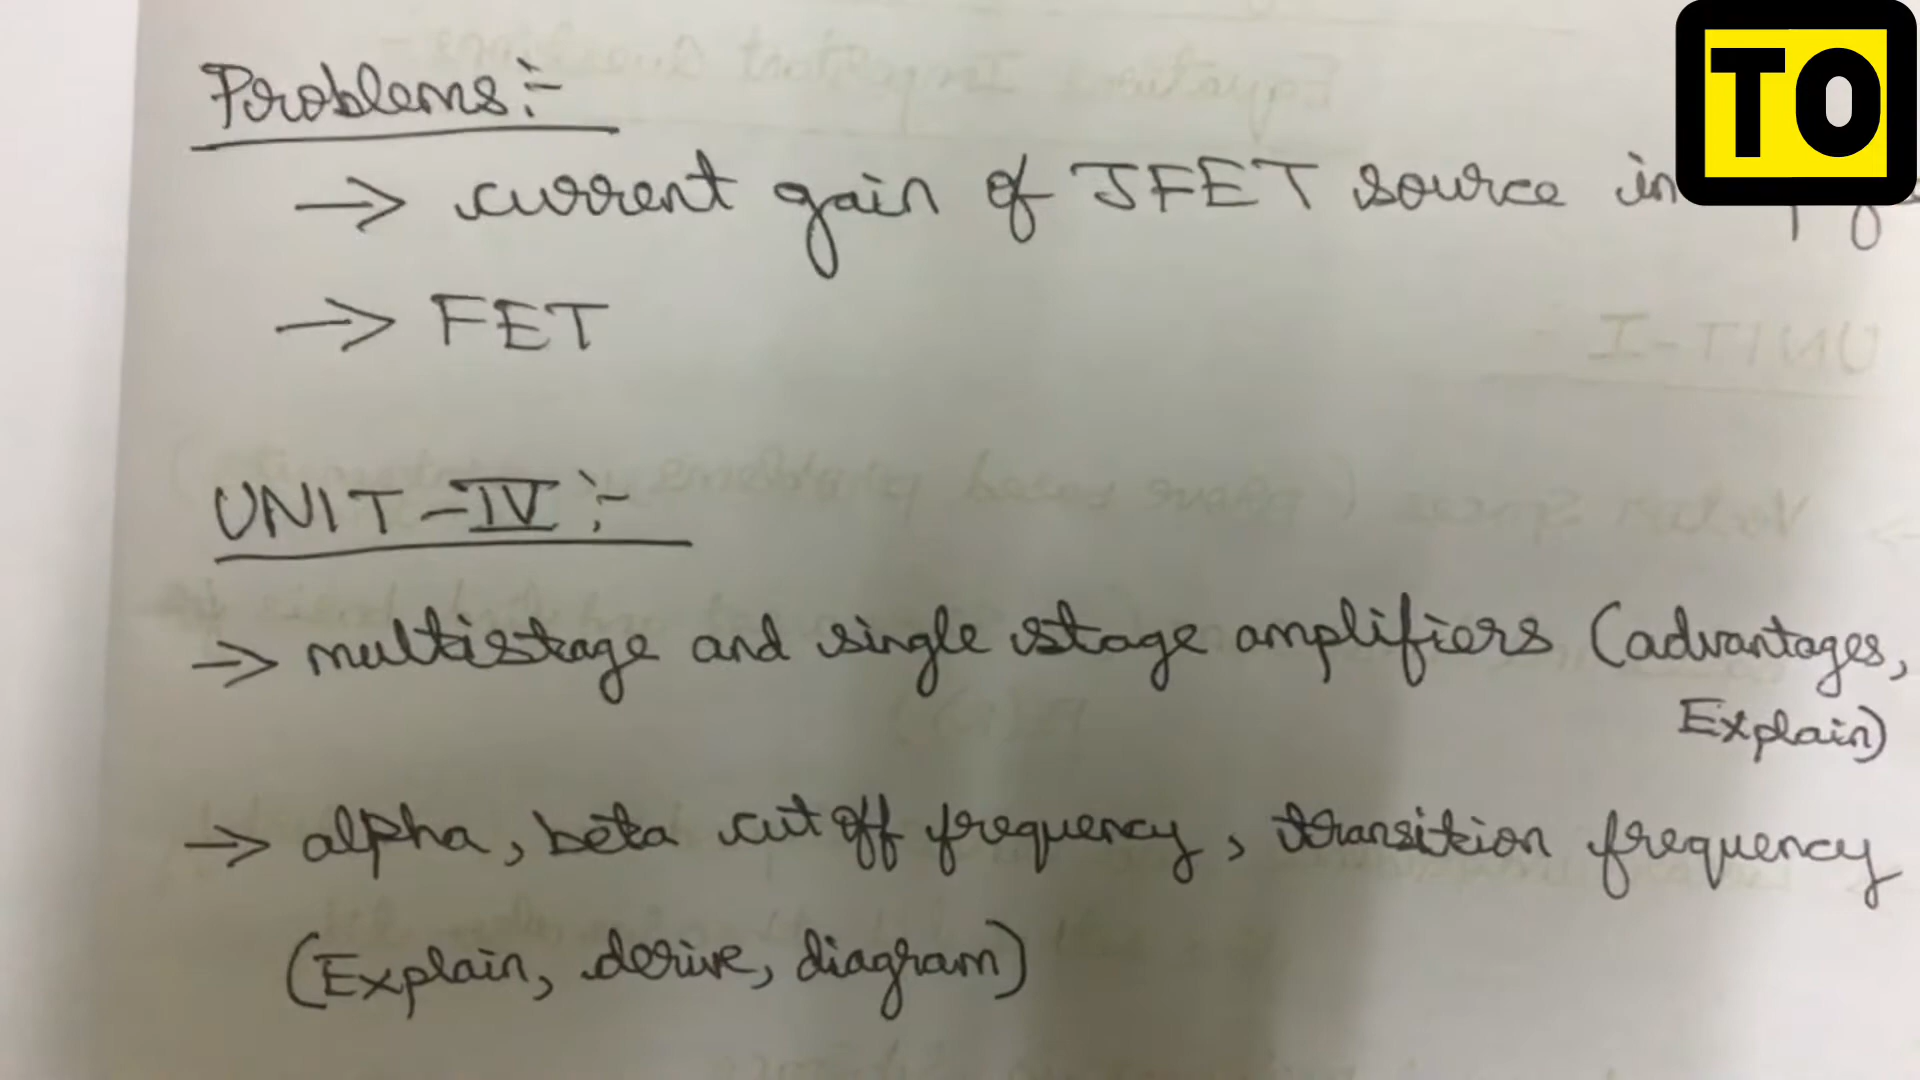 TO
Problems:-
→ current gain of JFET source
→ FET
UNIT-IV:-
→ multistage and single stage amplifiers (advantages,
Explain)
→ alpha, beta cut off frequency, transition frequency
(Explain, derive, diagram)